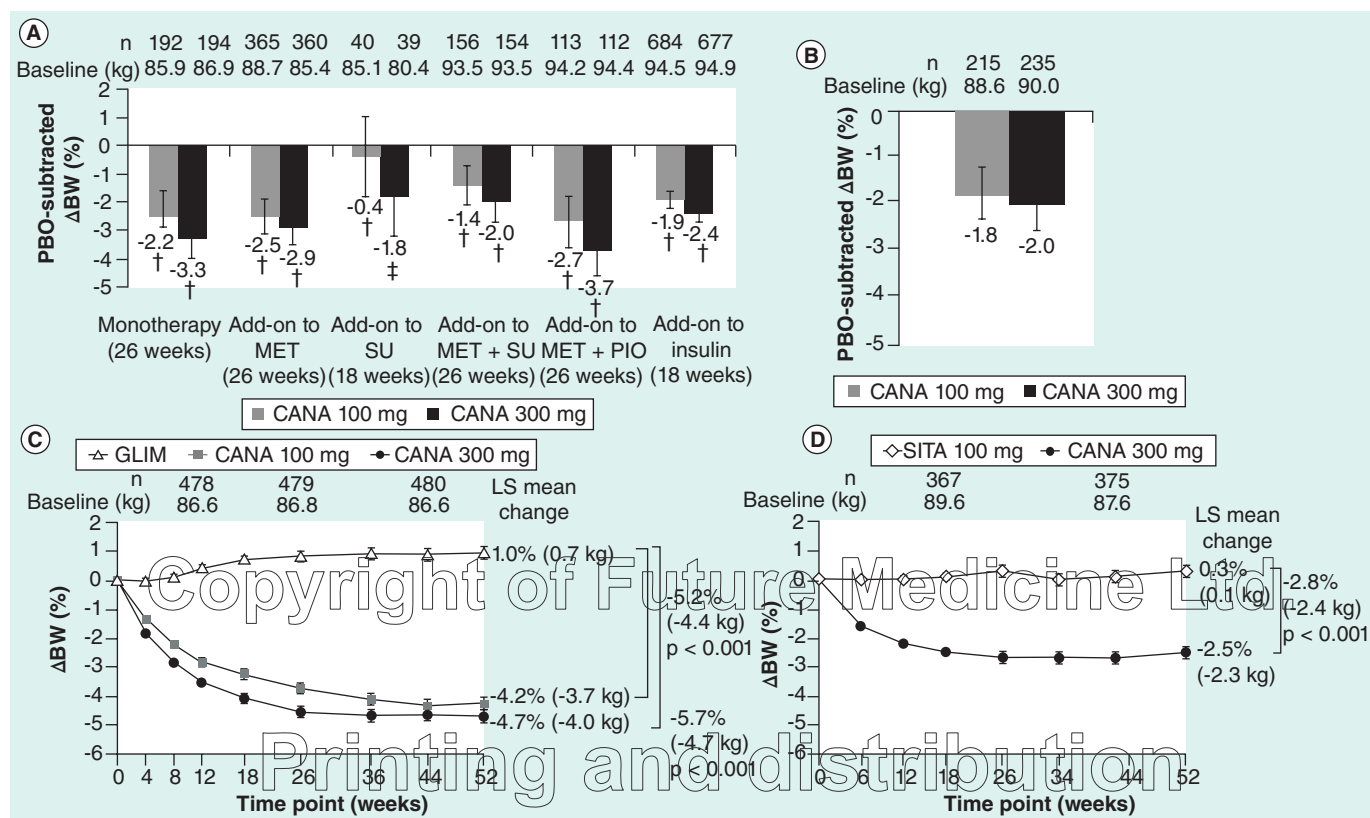 A
n 192 194 365 360 40 39 156 154 113 112 684 677
Baseline (kg) 85.9 86.9 88.7 85.4 85.1 80.4 93.5 93.5 94.2 94.4 94.5 94.9
PBO-subtracted
ΔBW (%)
2
1
0
-1
-2
-3
-4
-5
-2.2 † -3.3 †
-2.5 † -2.9 †
-0.4 † -1.8 ‡
-1.4 † -2.0 †
-2.7 † -3.7 †
-1.9 † -2.4 †
Monotherapy
(26 weeks)
Add-on to
MET
(26 weeks)
Add-on to
SU
(18 weeks)
Add-on to
MET + SU
(26 weeks)
Add-on to
MET + PIO
(26 weeks)
Add-on to
insulin
(18 weeks)
CANA 100 mg CANA 300 mg
B
n 215 235
Baseline (kg) 88.6 90.0
PBO-subtracted ΔBW (%)
0
-1
-2
-3
-4
-5
-1.8
-2.0
CANA 100 mg CANA 300 mg
C
GLIM CANA 100 mg CANA 300 mg
n 478 479 480
Baseline (kg) 86.6 86.8 86.6
LS mean
change
ΔBW (%)
2
1
0
-1
-2
-3
-4
-5
-6
1.0% (0.7 kg)
-5.2%
(-4.4 kg)
p < 0.001
-4.2% (-3.7 kg)
-4.7% (-4.0 kg)
-5.7%
(-4.7 kg)
p < 0.001
0 4 8 12 18 26 36 44 52
Time point (weeks)
D
SITA 100 mg CANA 300 mg
n 367 375
Baseline (kg) 89.6 87.6
LS mean
change
ΔBW (%)
2
1
0
-1
-2
-3
-4
-5
-6
0.3%
(0.1 kg)
-2.8%
(-2.4 kg)
p < 0.001
-2.5%
(-2.3 kg)
0 6 12 18 26 34 44 52
Time point (weeks)
Copyright of Future Medicine Ltd
Printing and distribution